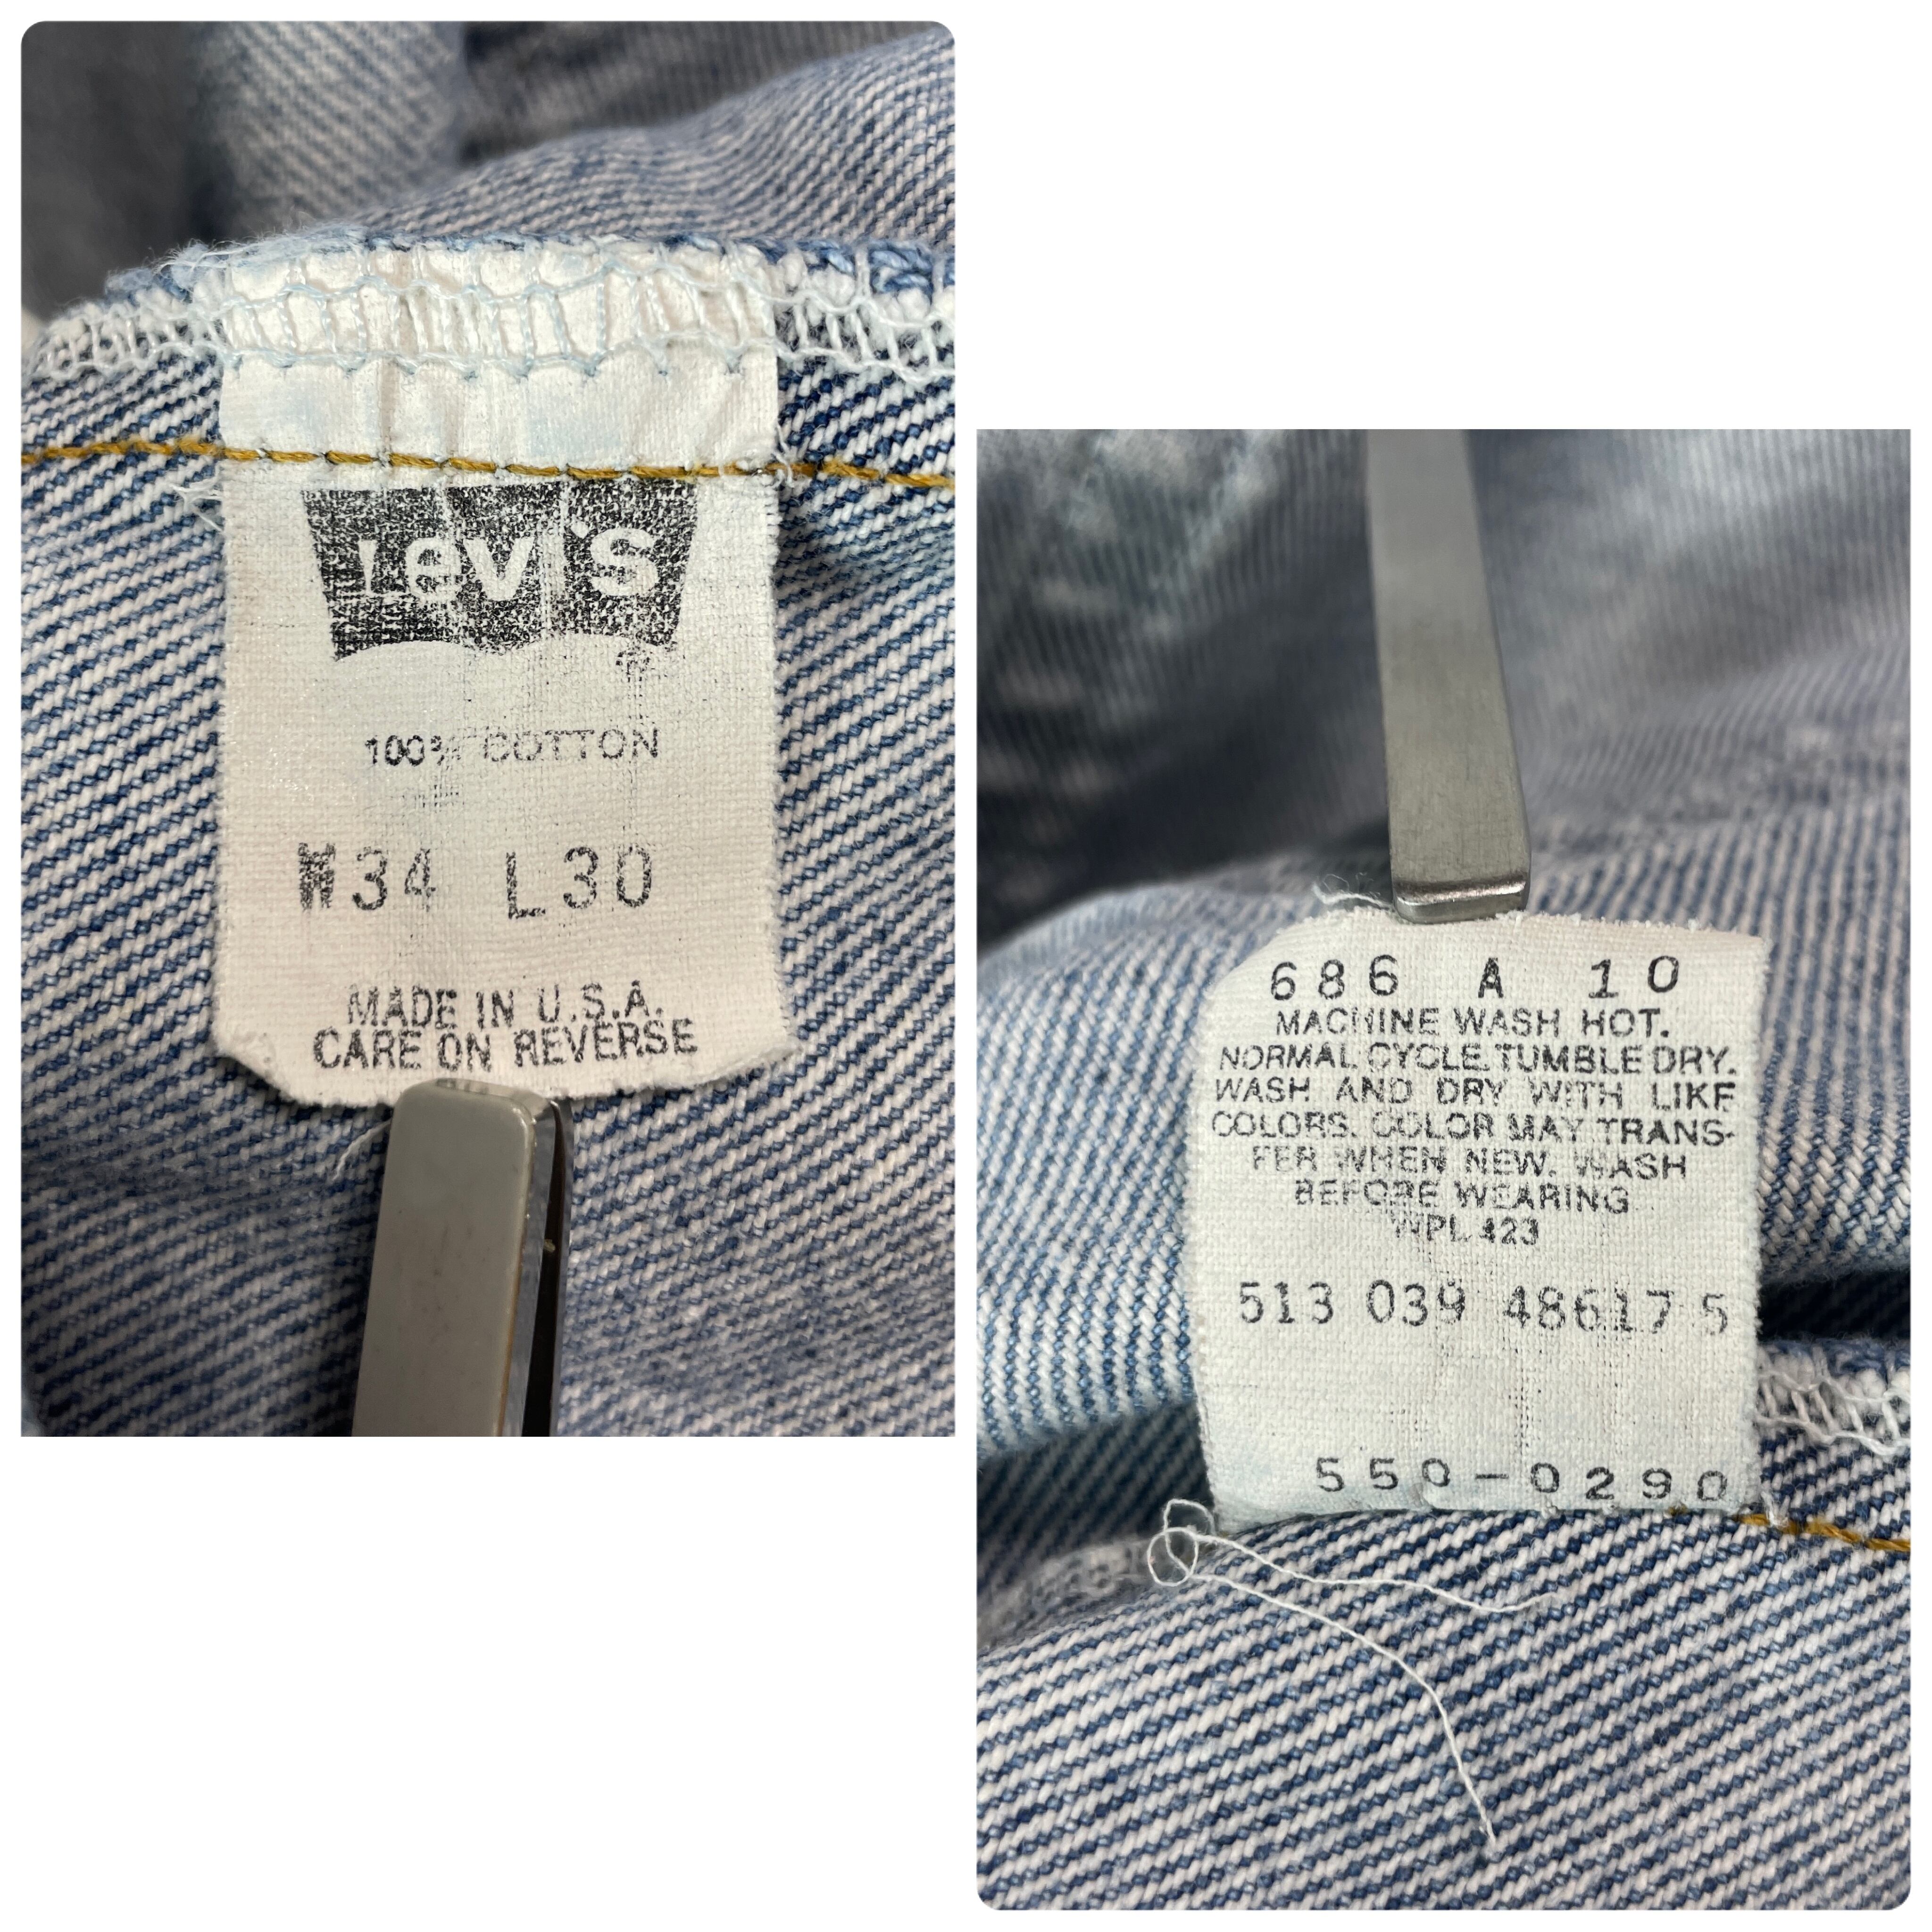 Levi's
100% COTTON
W34 L30
MADE IN U.S.A.
CARE ON REVERSE
686 A 10
MACHINE WASH HOT.
NORMAL CYCLE. TUMBLE DRY.
WASH AND DRY WITH LIKE
COLORS. COLOR MAY TRANS-
FER WHEN NEW. WASH
BEFORE WEARING
WPL 423
513 039 48617 5
550-0290